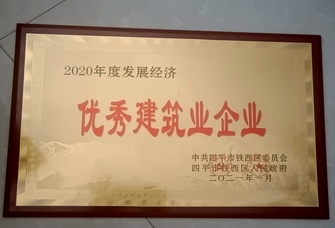 2020年度发展经济
优秀建筑业企业
中共四平市铁西区委员会
四平市铁西区人民政府
二〇二一年一月